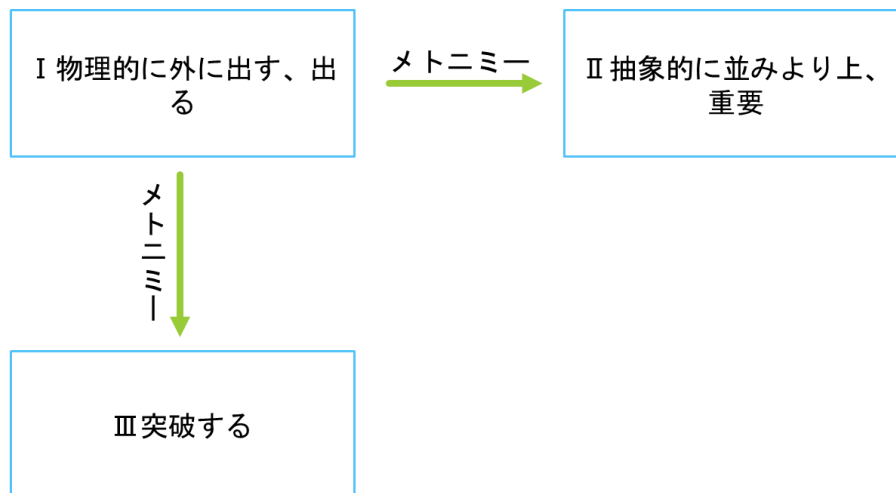 Ⅰ物理的に外に出す、出
る
メトニミー
Ⅱ抽象的に並みより上、
重要
メトニミー
Ⅲ突破する